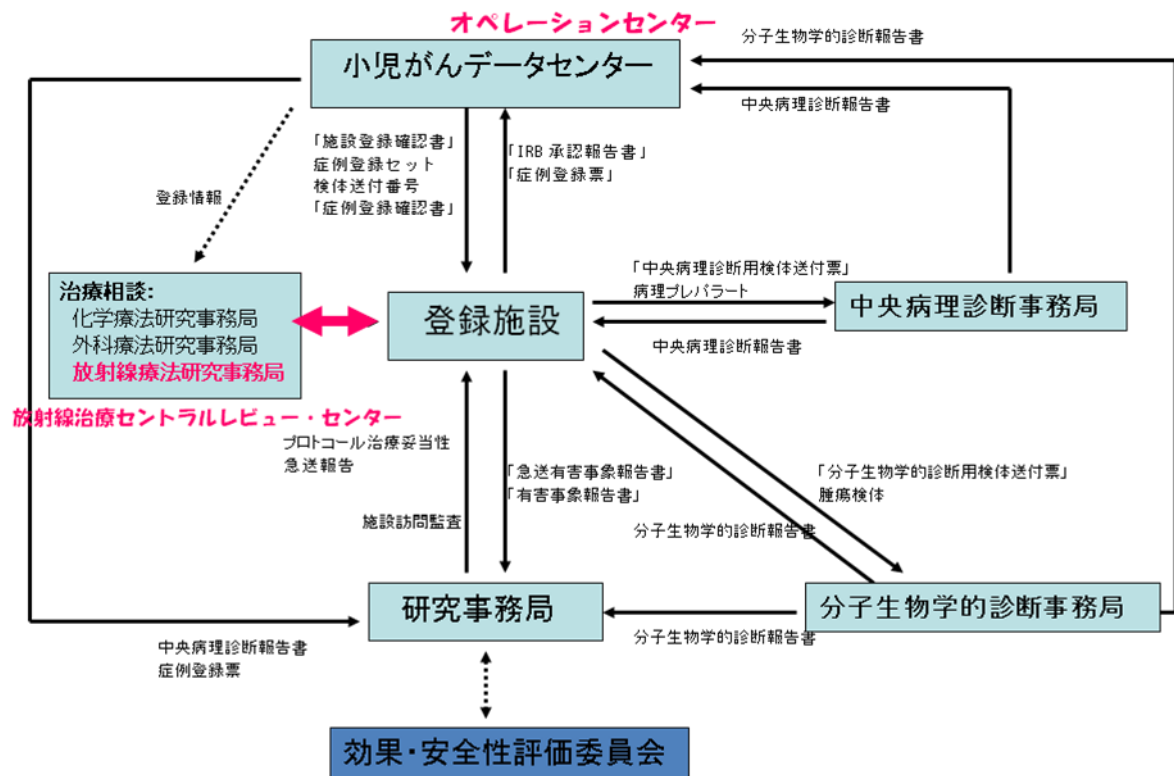 オペレーションセンター
小児がんデータセンター
分子生物学的診断報告書
中央病理診断報告書
「施設登録確認書」
症例登録セット
検体送付番号
「症例登録確認書」
「IRB 承認報告書」
「症例登録票」
登録情報
治療相談:
化学療法研究事務局
外科療法研究事務局
放射線療法研究事務局
登録施設
「中央病理診断用検体送付票」
病理プレパラート
中央病理診断事務局
中央病理診断報告書
放射線治療セントラルレビュー・センター
プロトコール治療妥当性
急送報告
「急送有害事象報告書」
「有害事象報告書」
「分子生物学的診断用検体送付票」
腫瘍検体
施設訪問監査
分子生物学的診断報告書
研究事務局
分子生物学的診断事務局
分子生物学的診断報告書
中央病理診断報告書
症例登録票
効果・安全性評価委員会